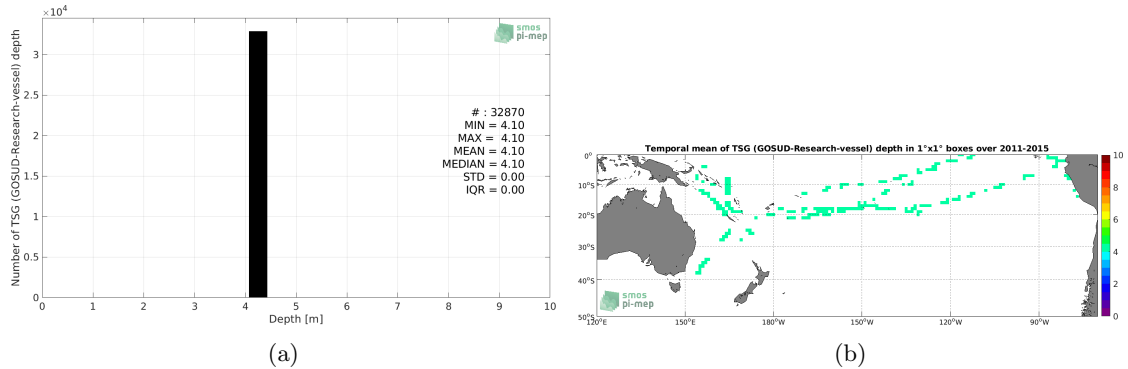 ×10⁴
smos
pi-mep
Number of TSG (GOSUD-Research-vessel) depth
3
2.5
2
1.5
1
0.5
0
# : 32870
MIN = 4.10
MAX = 4.10
MEAN = 4.10
MEDIAN = 4.10
STD = 0.00
IQR = 0.00
0 1 2 3 4 5 6 7 8 9 10
Depth [m]
(a)
Temporal mean of TSG (GOSUD-Research-vessel) depth in 1°x1° boxes over 2011-2015
0°
10°S
20°S
30°S
40°S
50°S
120°E 150°E 180°W 150°W 120°W 90°W
10
8
6
4
2
0
smos
pi-mep
(b)